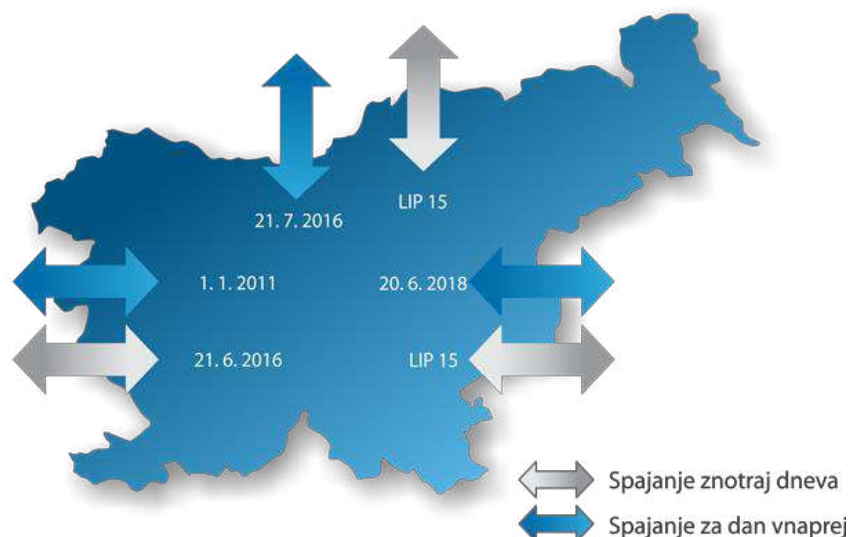 LIP 15
21. 7. 2016
1. 1. 2011
20. 6. 2018
21. 6. 2016
LIP 15
Spajanje znotraj dneva
Spajanje za dan vnaprej